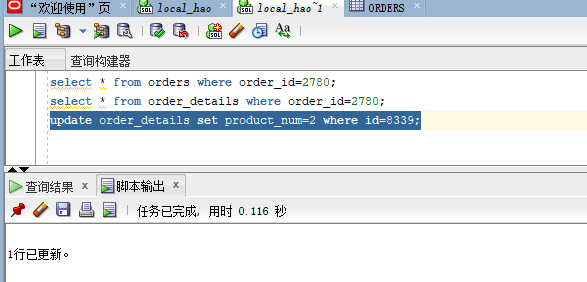 “欢迎使用”页
local_hao
local_hao~1
ORDERS
工作表
查询构建器
select * from orders where order_id=2780;
select * from order_details where order_id=2780;
update order_details set product_num=2 where id=8339;
查询结果 x
脚本输出 x
任务已完成, 用时 0.116 秒
1行已更新。